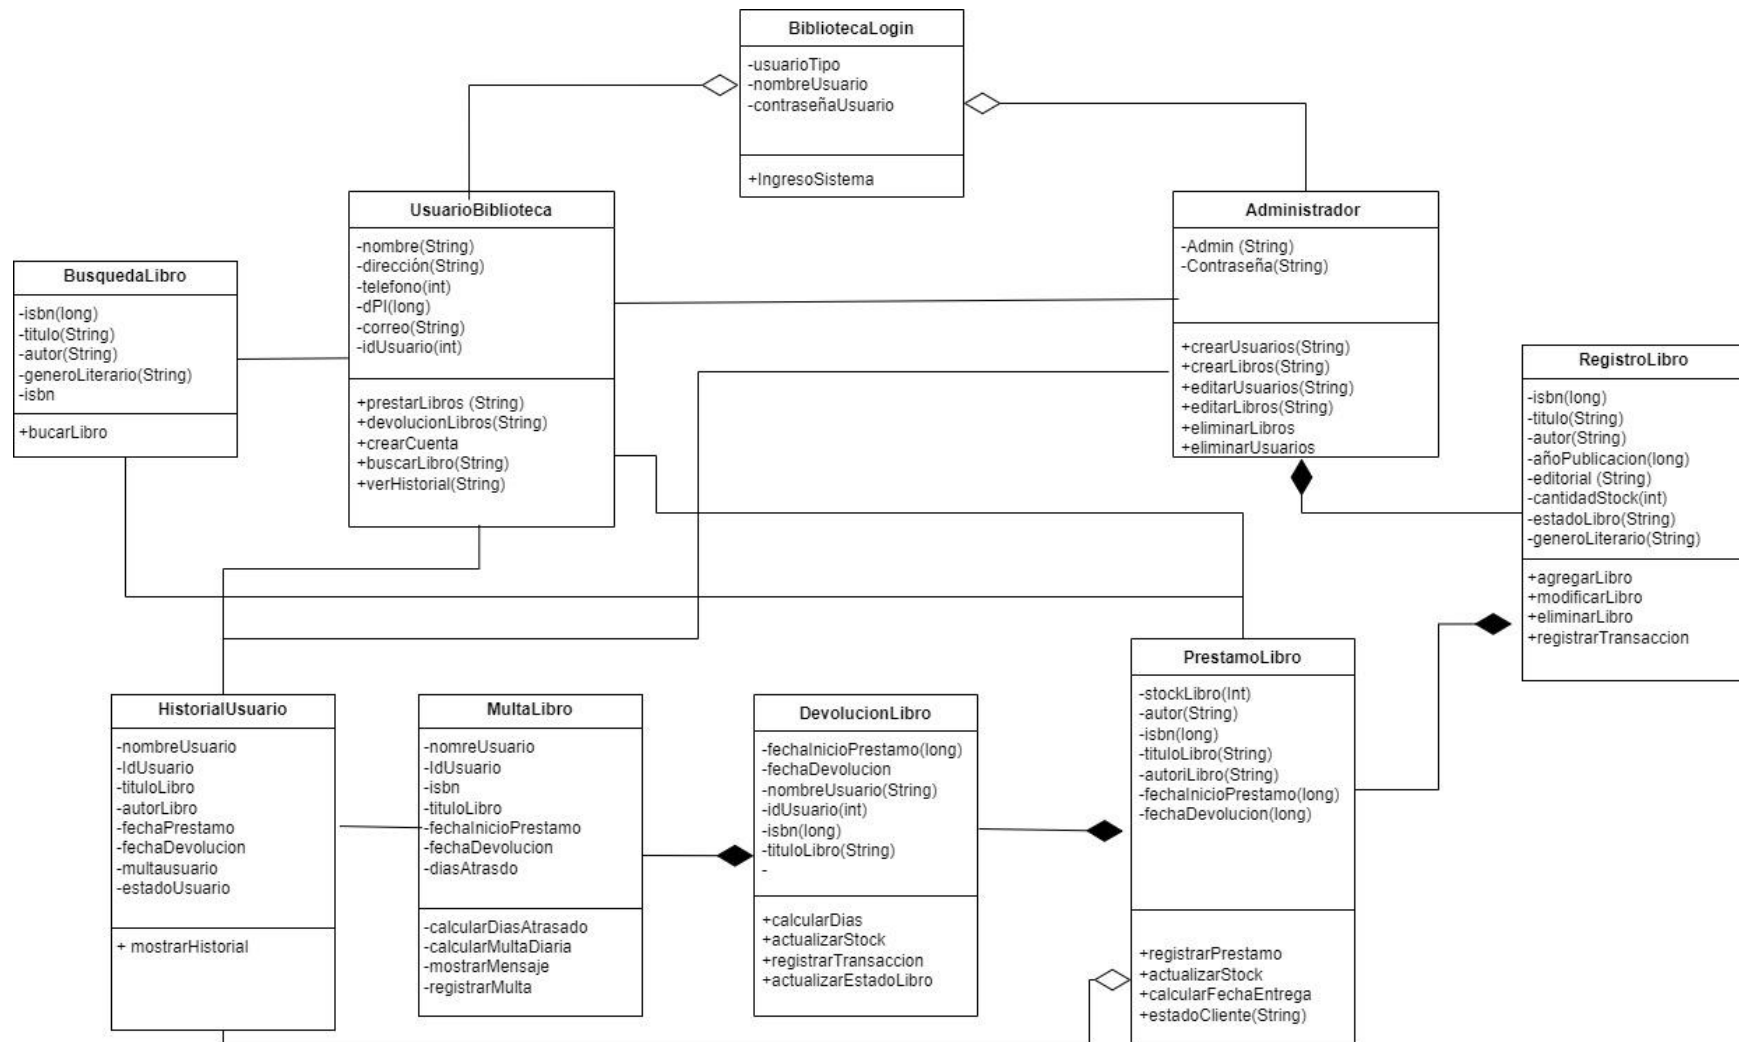 BibliotecaLogin
-usuarioTipo
-nombreUsuario
-contraseñaUsuario
+IngresoSistema
UsuarioBiblioteca
-nombre(String)
-dirección(String)
-telefono(int)
-dPI(long)
-correo(String)
-idUsuario(int)
+prestarLibros (String)
+devolucionLibros(String)
+crearCuenta
+buscarLibro(String)
+verHistorial(String)
Administrador
-Admin (String)
-Contraseña(String)
+crearUsuarios(String)
+crearLibros(String)
+editarUsuarios(String)
+editarLibros(String)
+eliminarLibros
+eliminarUsuarios
BusquedaLibro
-isbn(long)
-titulo(String)
-autor(String)
-generoLiterario(String)
-isbn
+bucarLibro
RegistroLibro
-isbn(long)
-titulo(String)
-autor(String)
-añoPublicacion(long)
-editorial (String)
-cantidadStock(int)
-estadoLibro(String)
-generoLiterario(String)
+agregarLibro
+modificarLibro
+eliminarLibro
+registrarTransaccion
HistorialUsuario
-nombreUsuario
-IdUsuario
-tituloLibro
-autorLibro
-fechaPrestamo
-fechaDevolucion
-multausuario
-estadoUsuario
+ mostrarHistorial
MultaLibro
-nomreUsuario
-IdUsuario
-isbn
-tituloLibro
-fechaInicioPrestamo
-fechaDevolucion
-diasAtrasdo
-calcularDiasAtrasado
-calcularMultaDiaria
-mostrarMensaje
-registrarMulta
DevolucionLibro
-fechaInicioPrestamo(long)
-fechaDevolucion
-nombreUsuario(String)
-idUsuario(int)
-isbn(long)
-tituloLibro(String)
-
+calcularDias
+actualizarStock
+registrarTransaccion
+actualizarEstadoLibro
PrestamoLibro
-stockLibro(Int)
-autor(String)
-isbn(long)
-tituloLibro(String)
-autoriLibro(String)
-fechaInicioPrestamo(long)
-fechaDevolucion(long)
+registrarPrestamo
+actualizarStock
+calcularFechaEntrega
+estadoCliente(String)